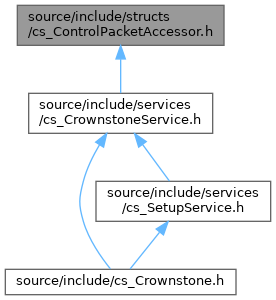 source/include/structs
/cs_ControlPacketAccessor.h
source/include/services
/cs_CrownstoneService.h
source/include/services
/cs_SetupService.h
source/include/cs_Crownstone.h